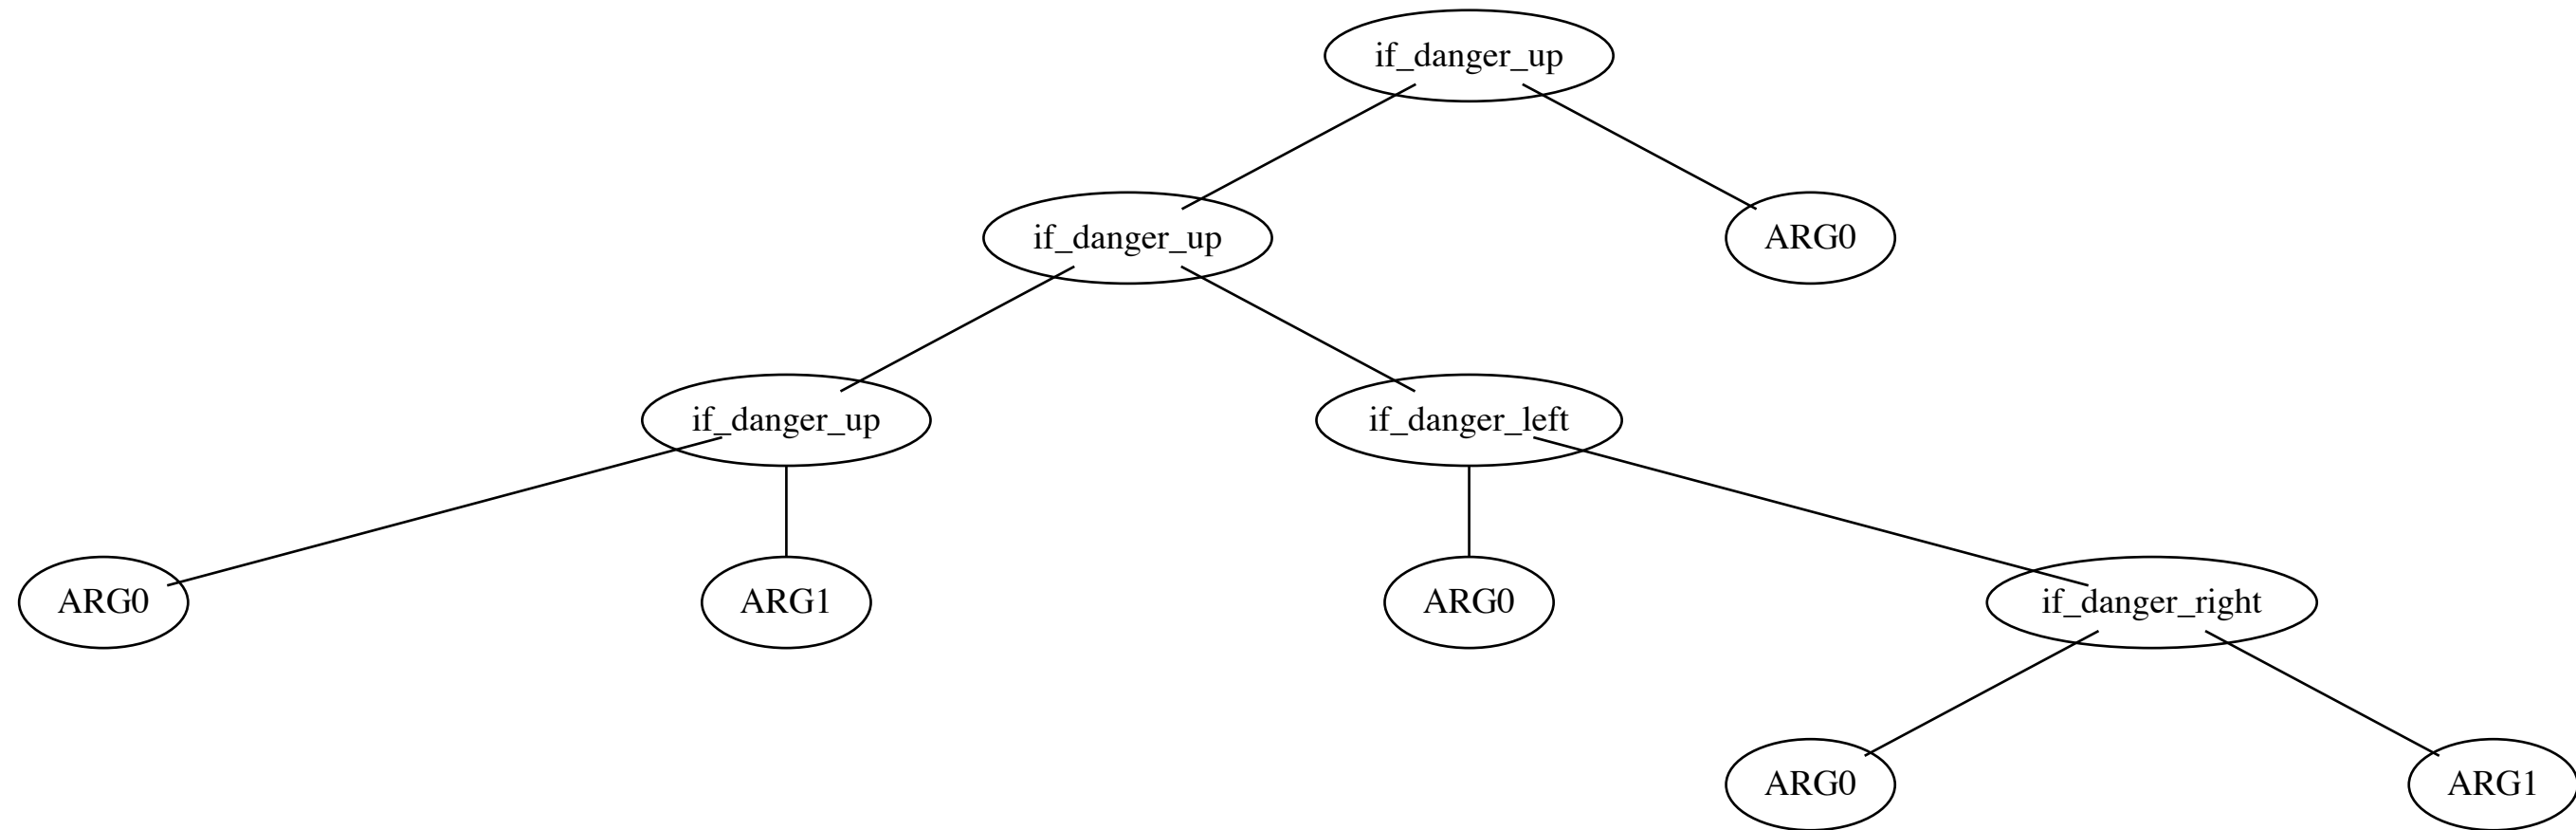 if_danger_up
if_danger_up
ARG0
if_danger_up
if_danger_left
ARG0
ARG1
ARG0
if_danger_right
ARG0
ARG1